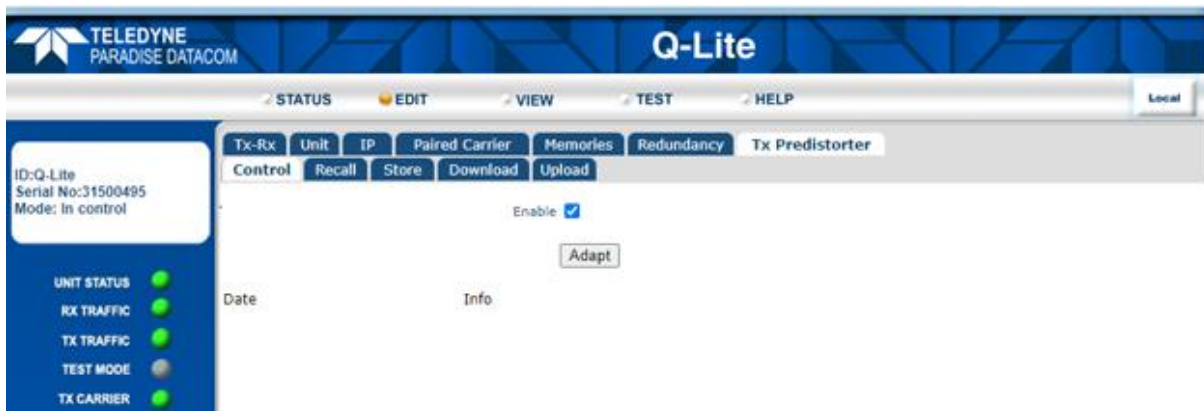 TELEDYNE
PARADISE DATACOM
Q-Lite
STATUS EDIT VIEW TEST HELP
Local
Tx-Rx Unit IP Paired Carrier Memories Redundancy Tx Predistorter
Control Recall Store Download Upload
ID:Q-Lite
Serial No:31500495
Mode: In control
Enable
Adapt
Date Info
UNIT STATUS
RX TRAFFIC
TX TRAFFIC
TEST MODE
TX CARRIER